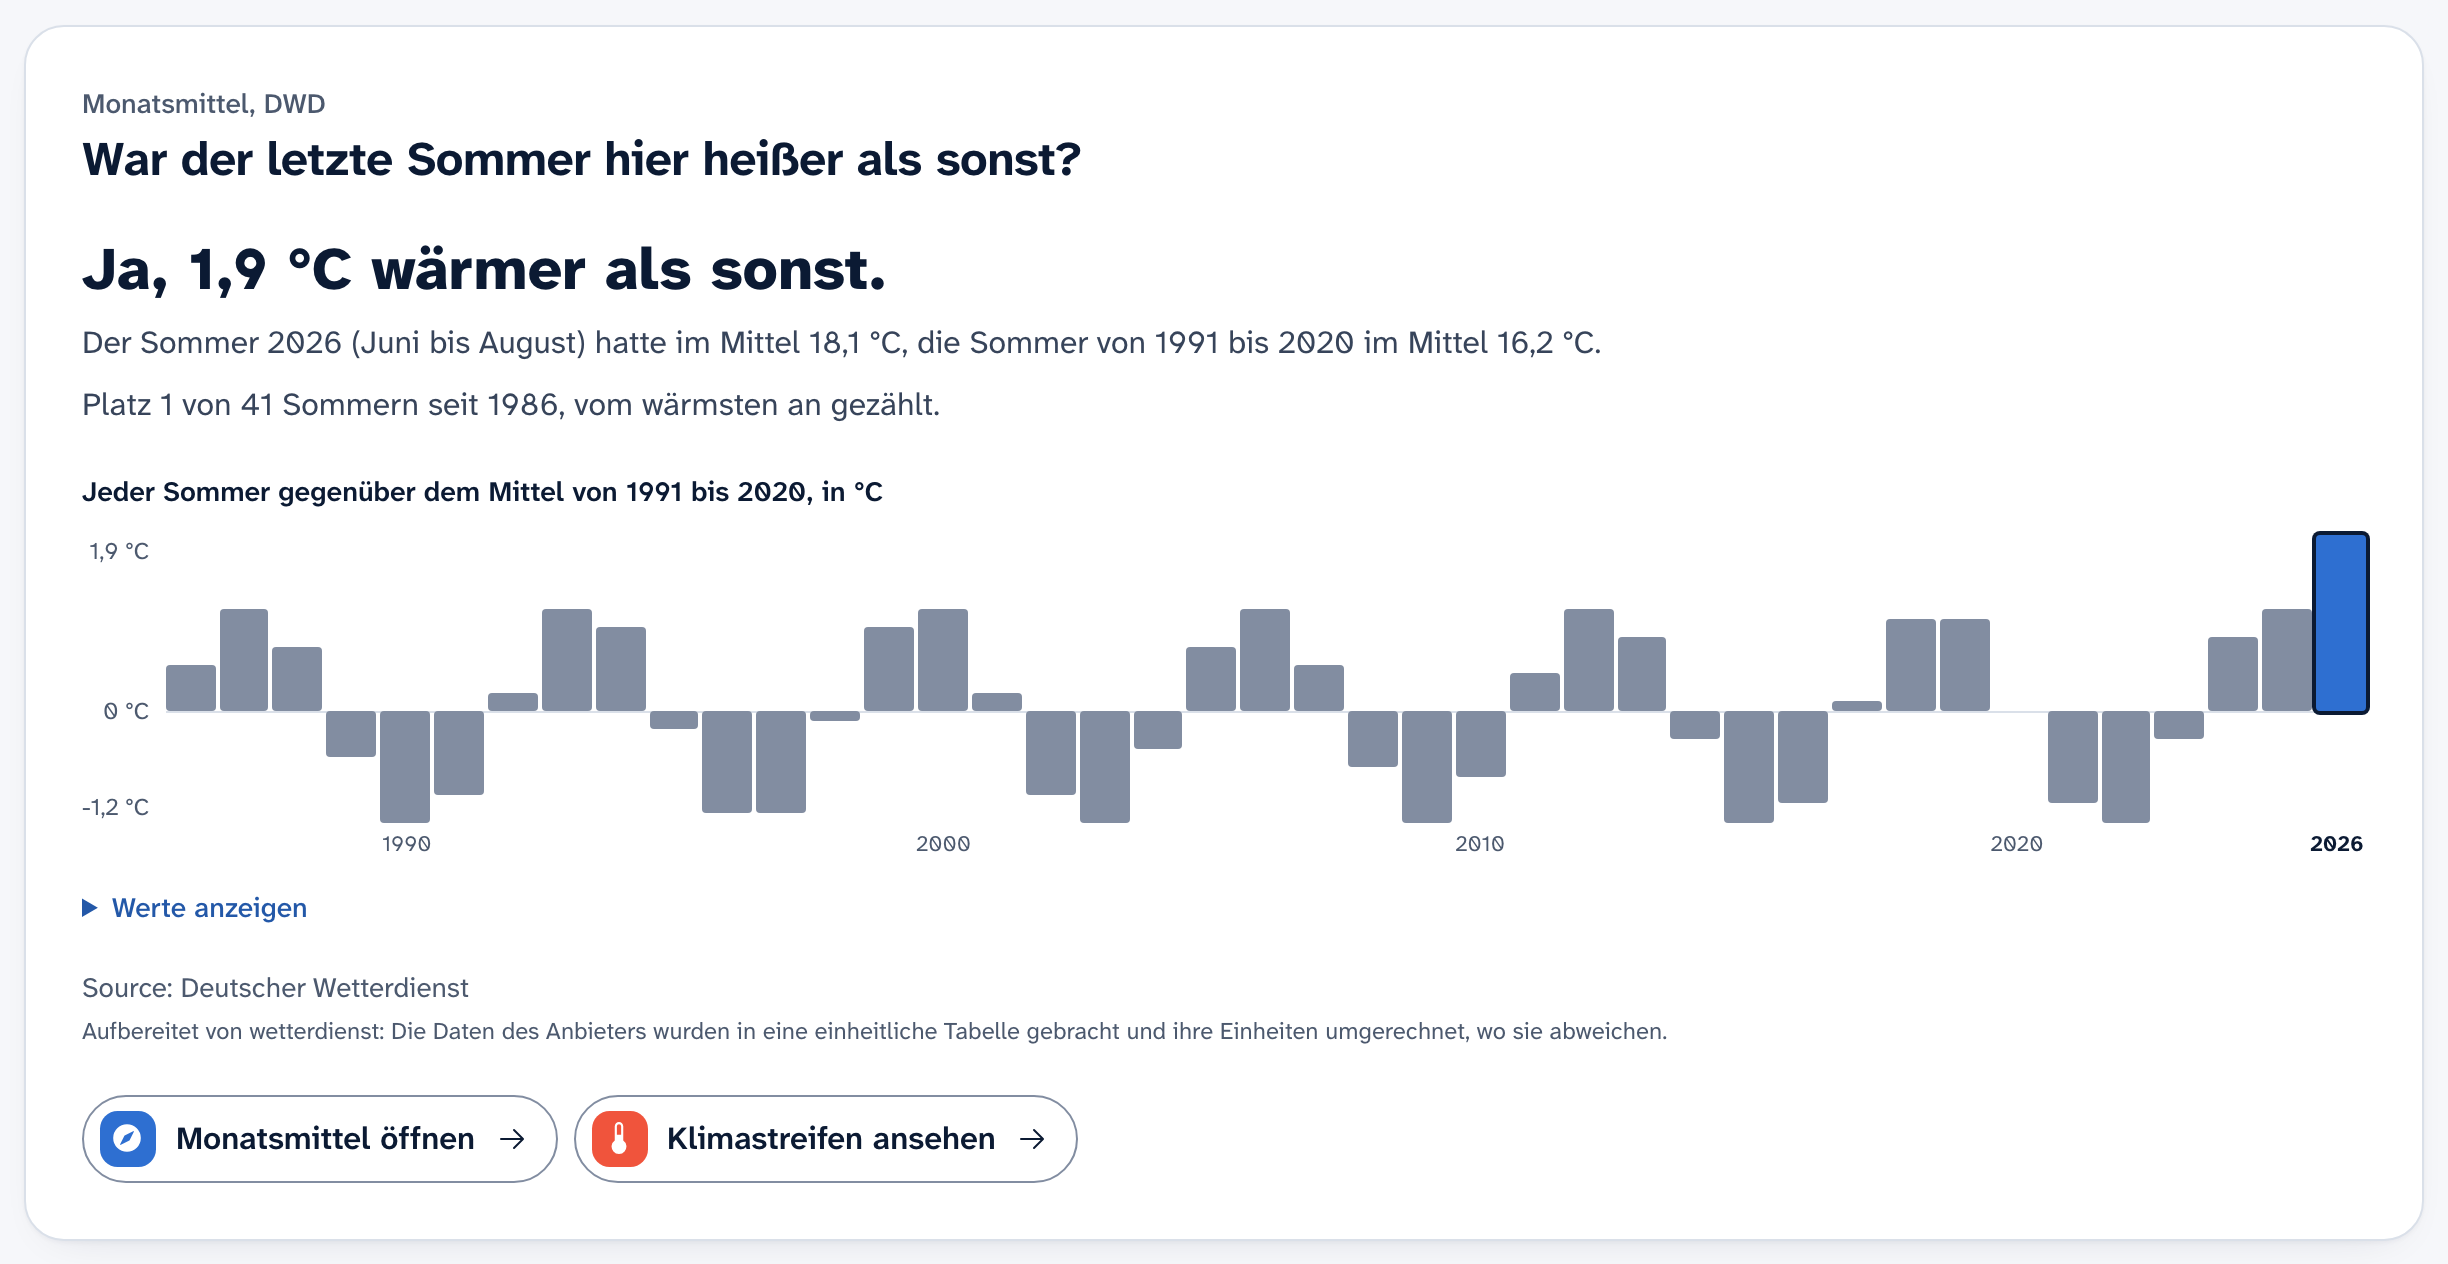 Monatsmittel, DWD
War der letzte Sommer hier heißer als sonst?
Ja, 1,9 °C wärmer als sonst.
Der Sommer 2026 (Juni bis August) hatte im Mittel 18,1 °C, die Sommer von 1991 bis 2020 im Mittel 16,2 °C.
Platz 1 von 41 Sommern seit 1986, vom wärmsten an gezählt.
Jeder Sommer gegenüber dem Mittel von 1991 bis 2020, in °C
1,9 °C
0 °C
-1,2 °C
1990 2000 2010 2020 2026
Werte anzeigen
Source: Deutscher Wetterdienst
Aufbereitet von wetterdienst: Die Daten des Anbieters wurden in eine einheitliche Tabelle gebracht und ihre Einheiten umgerechnet, wo sie abweichen.
Monatsmittel öffnen → Klimastreifen ansehen →